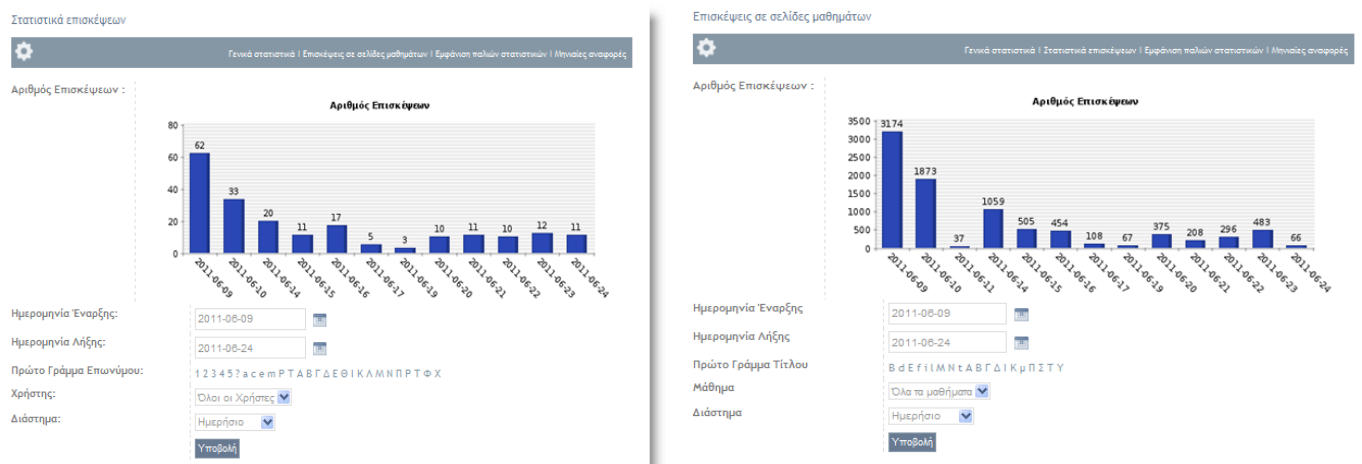 Στατιστικά επισκέψεων
Γενικά στατιστικά | Επισκέψεις σε σελίδες μαθημάτων | Εμφάνιση παλιών στατιστικών | Μηνιαίες αναφορές
Αριθμός Επισκέψεων :
Αριθμός Επισκέψεων
80
60
40
20
0
62
33
20
11
17
5
3
10
11
10
12
11
2011-06-09
2011-06-10
2011-06-14
2011-06-15
2011-06-16
2011-06-17
2011-06-19
2011-06-20
2011-06-21
2011-06-22
2011-06-23
2011-06-24
Ημερομηνία Έναρξης:
2011-06-09
Ημερομηνία Λήξης:
2011-06-24
Πρώτο Γράμμα Επωνύμου:
1 2 3 4 5 ? a c e m P T Α Β Γ Δ Ε Θ Ι Κ Λ Μ Ν Π Ρ Τ Φ Χ
Χρήστης:
Όλοι οι Χρήστες
Διάστημα:
Ημερήσιο
Υποβολή
Επισκέψεις σε σελίδες μαθημάτων
Γενικά στατιστικά | Στατιστικά επισκέψεων | Εμφάνιση παλιών στατιστικών | Μηνιαίες αναφορές
Αριθμός Επισκέψεων :
Αριθμός Επισκέψεων
3500
3000
2500
2000
1500
1000
500
0
3174
1873
37
1059
505
454
108
67
375
208
296
483
66
2011-06-09
2011-06-10
2011-06-11
2011-06-14
2011-06-15
2011-06-16
2011-06-17
2011-06-19
2011-06-20
2011-06-21
2011-06-22
2011-06-23
2011-06-24
Ημερομηνία Έναρξης
2011-06-09
Ημερομηνία Λήξης
2011-06-24
Πρώτο Γράμμα Τίτλου
B d E f i l M N t Α Β Γ Δ Ι Κ μ Π Σ Τ Υ
Μάθημα
Όλα τα μαθήματα
Διάστημα
Ημερήσιο
Υποβολή